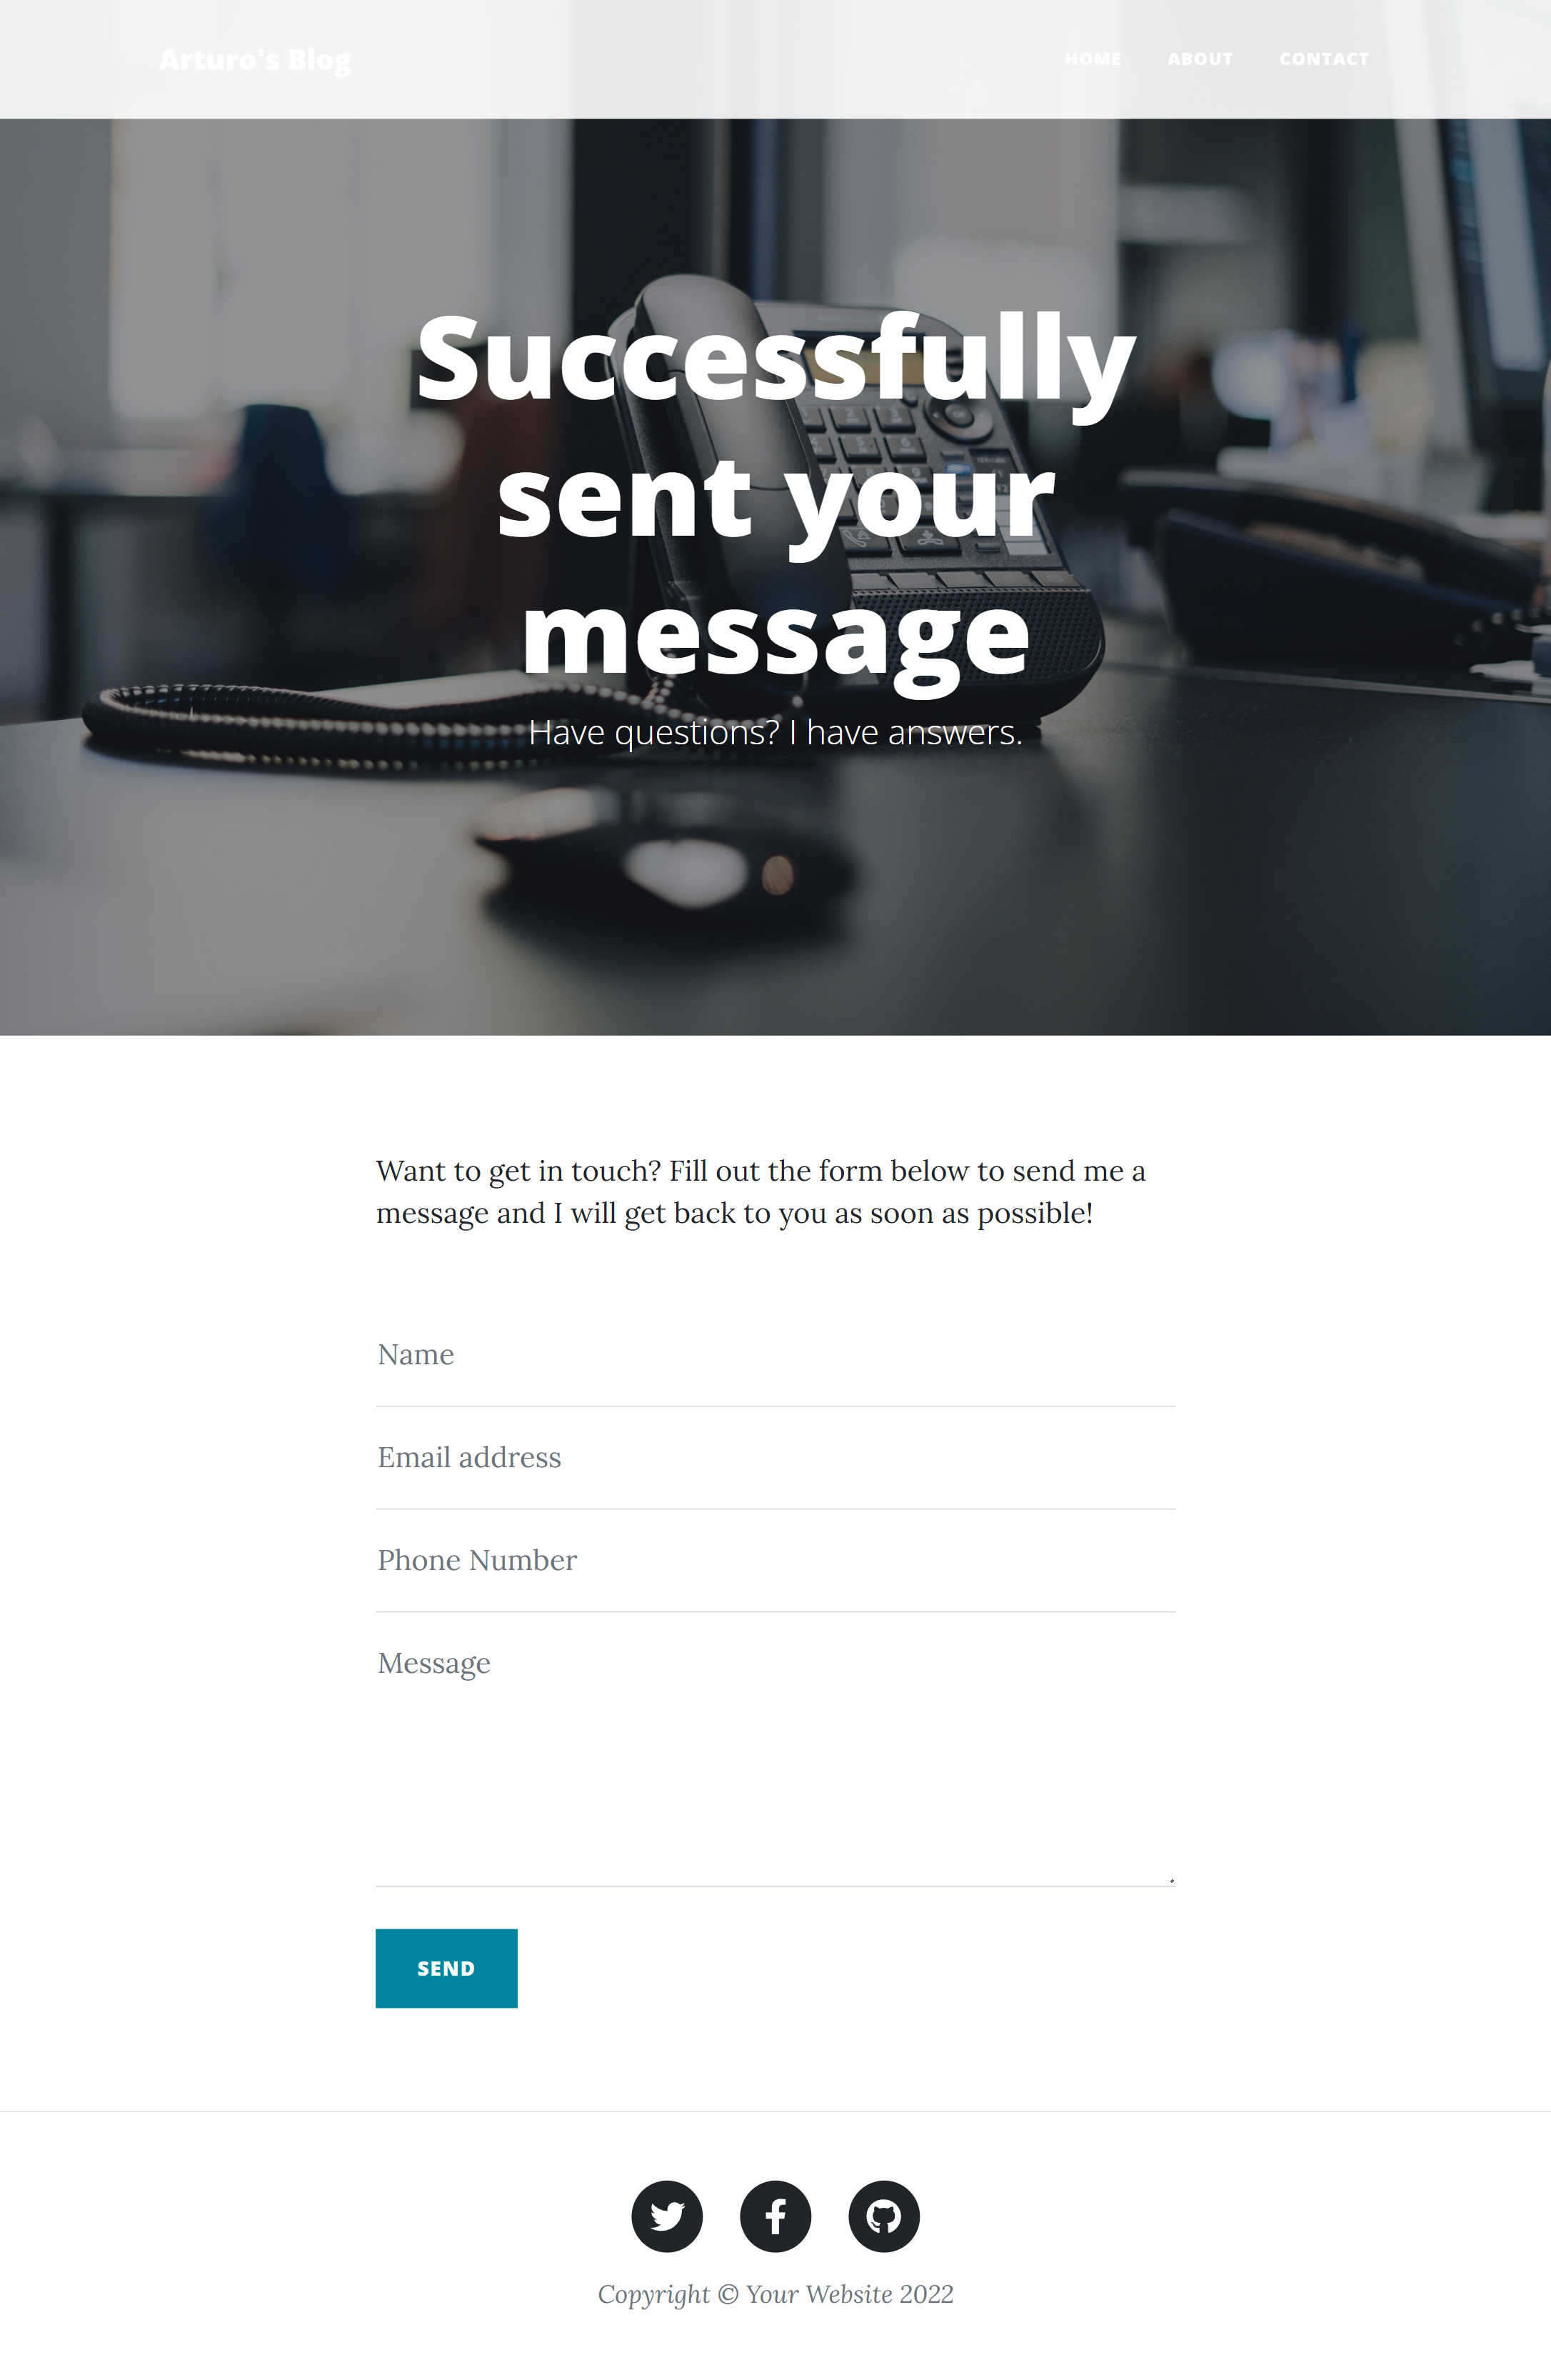 Arturo's Blog
HOME ABOUT CONTACT
Successfully
sent your
message
Have questions? I have answers.
Want to get in touch? Fill out the form below to send me a
message and I will get back to you as soon as possible!
Name
Email address
Phone Number
Message
SEND
Copyright © Your Website 2022